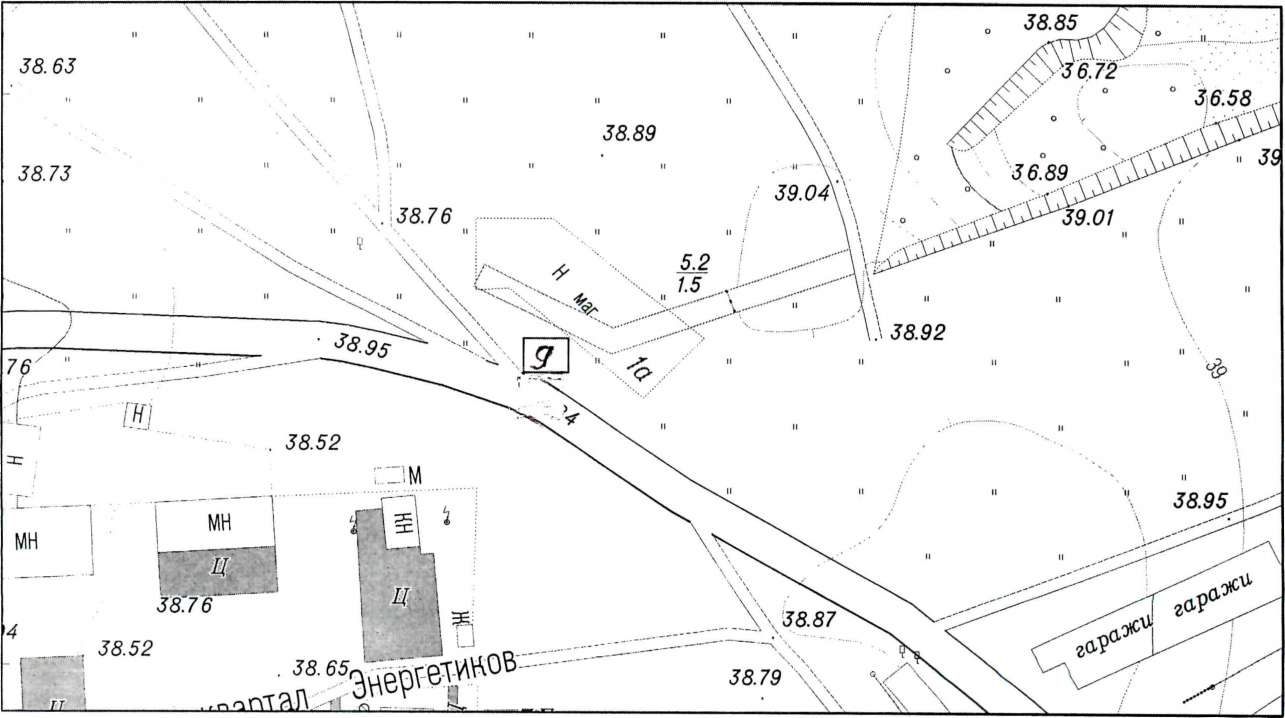 38.63
38.85
36.72
36.58
38.89
38.73
39.04
36.89
39
39.01
38.76
5.2
1.5
Н маг
38.92
38.95
76
9
1а
39
Н
38.52
Н
М
38.95
МН
МН
КН
Ц
Ц
38.76
Ж
38.87
гаражи
гаражи
38.52
38.65
38.79
квартал Энергетиков
Ц